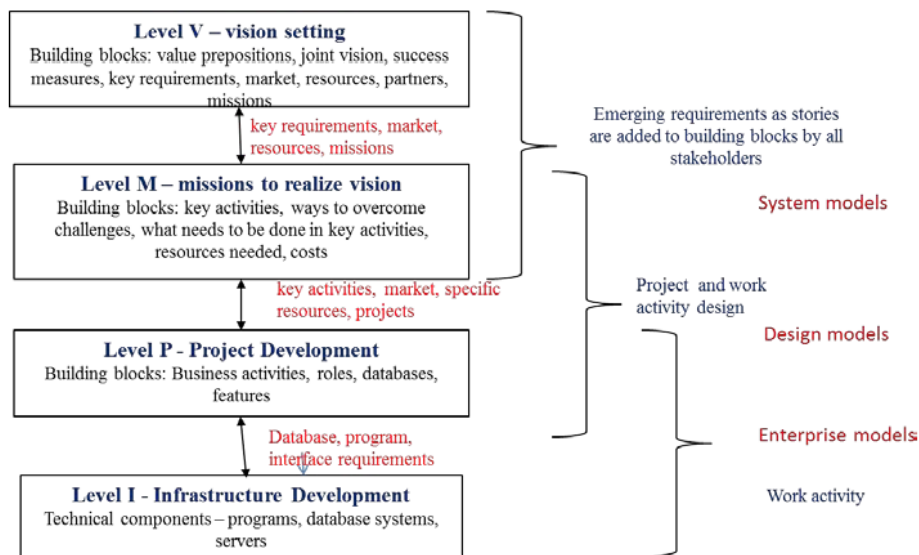 Level V – vision setting
Building blocks: value prepositions, joint vision, success
measures, key requirements, market, resources, partners,
missions
key requirements, market,
resources, missions
Emerging requirements as stories
are added to building blocks by all
stakeholders
Level M – missions to realize vision
Building blocks: key activities, ways to overcome
challenges, what needs to be done in key activities,
resources needed, costs
System models
key activities, market, specific
resources, projects
Project and work
activity design
Level P - Project Development
Building blocks: Business activities, roles, databases,
features
Design models
Database, program,
interface requirements
Enterprise models
Level I - Infrastructure Development
Technical components – programs, database systems,
servers
Work activity